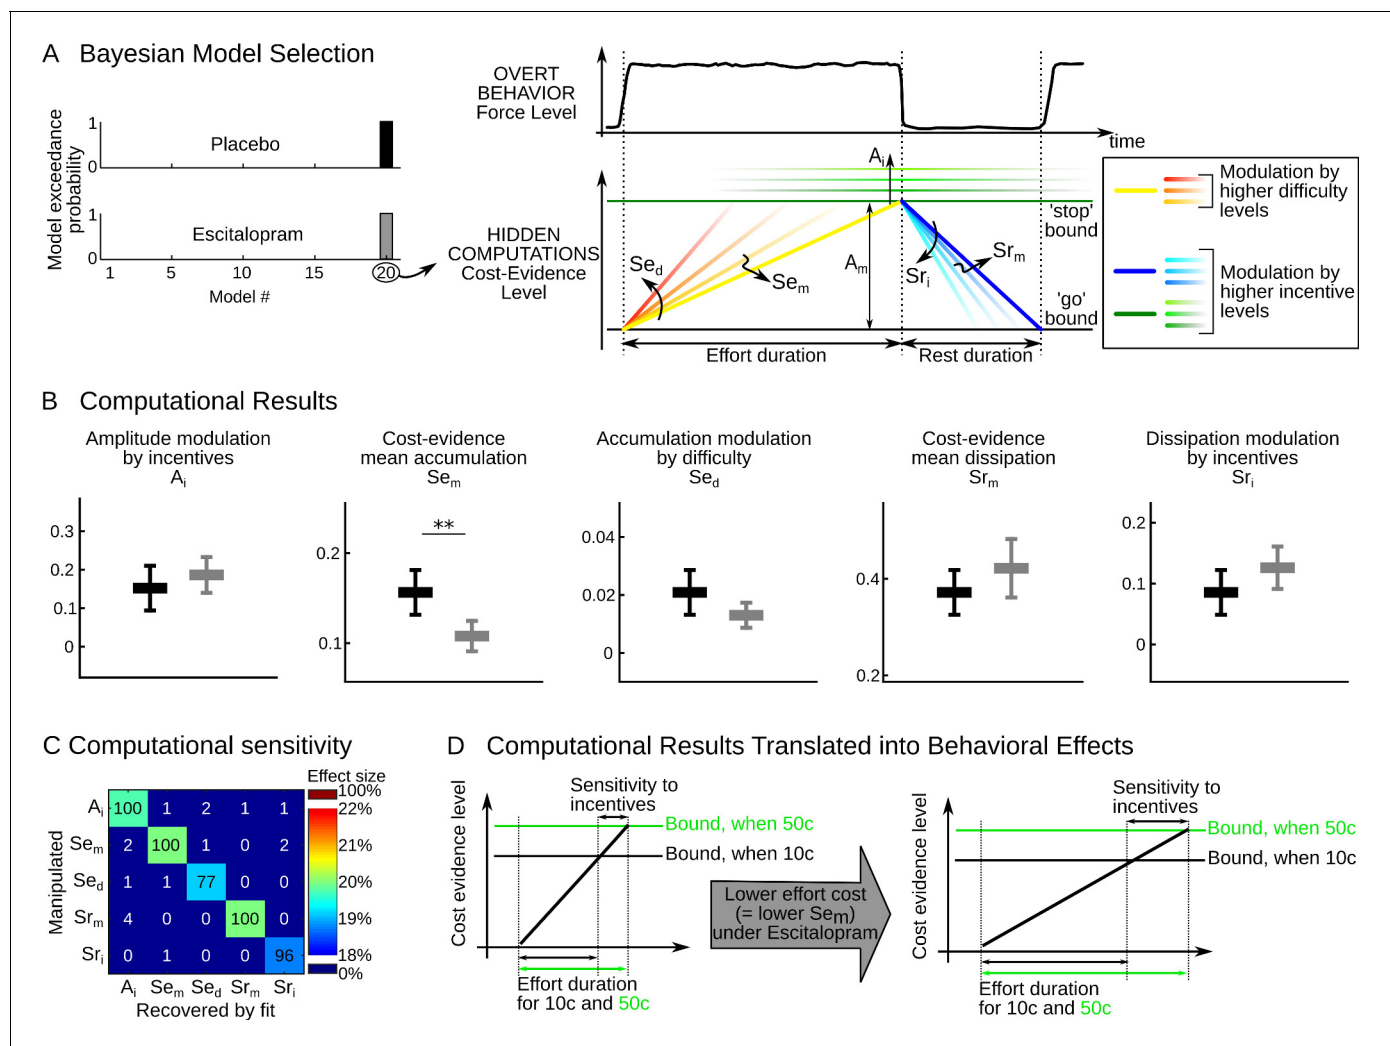 A Bayesian Model Selection
Model exceedance
probability
1
0
Placebo
1
0
Escitalopram
1 5 10 15 20
Model #
OVERT
BEHAVIOR
Force Level
time
HIDDEN
COMPUTATIONS
Cost-Evidence
Level
Sed
Sem
Ai
Am
Sri
Srm
'stop'
bound
'go'
bound
Effort duration
Rest duration
Modulation by
higher difficulty
levels
Modulation by
higher incentive
levels
B Computational Results
Amplitude modulation
by incentives
Ai
0.3
0.2
0.1
0
Cost-evidence
mean accumulation
Sem
**
0.2
0.1
Accumulation modulation
by difficulty
Sed
0.04
0.02
0
Cost-evidence
mean dissipation
Srm
0.4
0.2
Dissipation modulation
by incentives
Sri
0.2
0.1
0
C Computational sensitivity
Manipulated
Ai 100 1 2 1 1
Sem 2 100 1 0 2
Sed 1 1 77 0 0
Srm 4 0 0 100 0
Sri 0 1 0 0 96
Ai Sem Sed Srm Sri
Recovered by fit
Effect size
100%
22%
21%
20%
19%
18%
0%
D Computational Results Translated into Behavioral Effects
Cost evidence level
Sensitivity to
incentives
Bound, when 50c
Bound, when 10c
Effort duration
for 10c and 50c
Lower effort cost
(= lower Sem)
under Escitalopram
Cost evidence level
Sensitivity to
incentives
Bound, when 50c
Bound, when 10c
Effort duration
for 10c and 50c